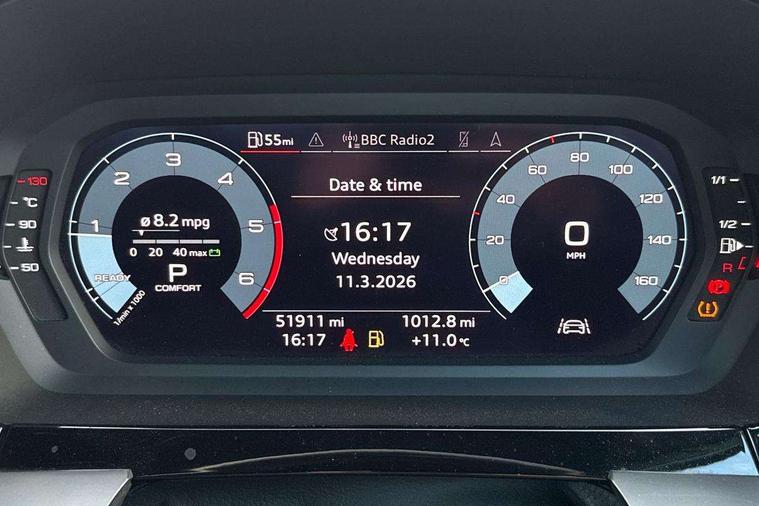 55mi
BBC Radio2
130
°C
90
50
1
2
3
4
5
6
READY
1/min x 1000
ø 8.2 mpg
0 20 40 max
P
COMFORT
Date & time
16:17
Wednesday
11.3.2026
51911 mi
1012.8 mi
16:17
+11.0 °C
0
20
40
60
80
100
120
140
160
0
MPH
1/1
1/2
R